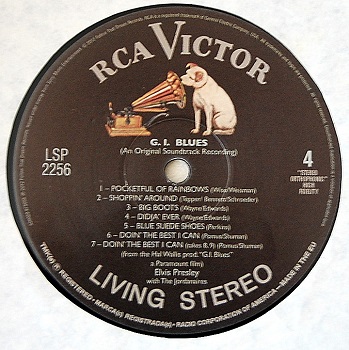 RCA VICTOR
G. I. BLUES
(An Original Soundtrack Recording)
LSP
2256
4
"STEREO
ORTHOPHONIC"
HIGH
FIDELITY
1 – POCKETFUL OF RAINBOWS (Wise/Weisman)
2 – SHOPPIN' AROUND (Tepper/Bennett/Schroeder)
3 – BIG BOOTS (Wayne/Edwards)
4 – DIDJA' EVER (Wayne/Edwards)
5 – BLUE SUEDE SHOES (Perkins)
6 – DOIN' THE BEST I CAN (Pomus/Shuman)
7 – DOIN' THE BEST I CAN (takes 8, 9) (Pomus/Shuman)
(from the Hal Wallis prod. "G.I. Blues"
a Paramount film)
Elvis Presley
with The Jordanaires
LIVING STEREO
TMK(s) ® REGISTERED • MARCA(s) REGISTRADA(s) • RADIO CORPORATION OF AMERICA – MADE IN THE EU